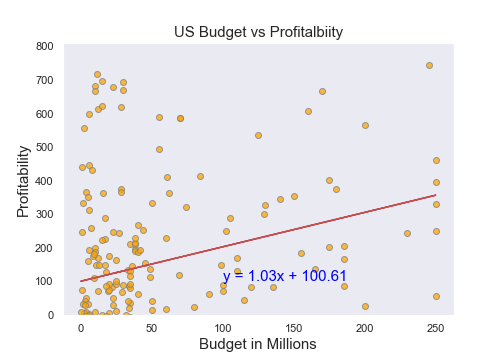 US Budget vs Profitalbiity
800
700
600
500
400
300
200
100
0
Profitability
y = 1.03x + 100.61
0 50 100 150 200 250
Budget in Millions